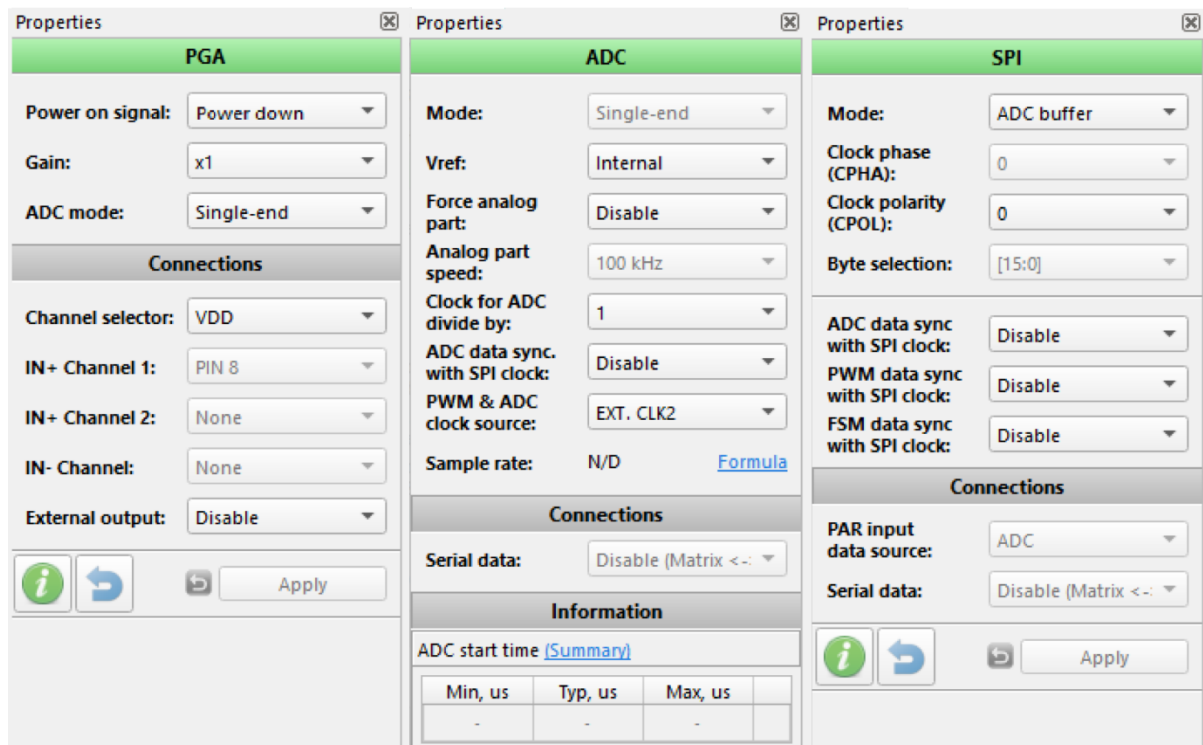 Properties
PGA
Power on signal: Power down
Gain: x1
ADC mode: Single-end
Connections
Channel selector: VDD
IN+ Channel 1: PIN 8
IN+ Channel 2: None
IN- Channel: None
External output: Disable
Apply
Properties
ADC
Mode: Single-end
Vref: Internal
Force analog
part: Disable
Analog part
speed: 100 kHz
Clock for ADC
divide by: 1
ADC data sync.
with SPI clock: Disable
PWM & ADC
clock source: EXT. CLK2
Sample rate: N/D Formula
Connections
Serial data: Disable (Matrix <-:
Information
ADC start time (Summary)
Min, us Typ, us Max, us
- - -
Properties
SPI
Mode: ADC buffer
Clock phase
(CPHA): 0
Clock polarity
(CPOL): 0
Byte selection: [15:0]
ADC data sync
with SPI clock: Disable
PWM data sync
with SPI clock: Disable
FSM data sync
with SPI clock: Disable
Connections
PAR input
data source: ADC
Serial data: Disable (Matrix <-:
Apply